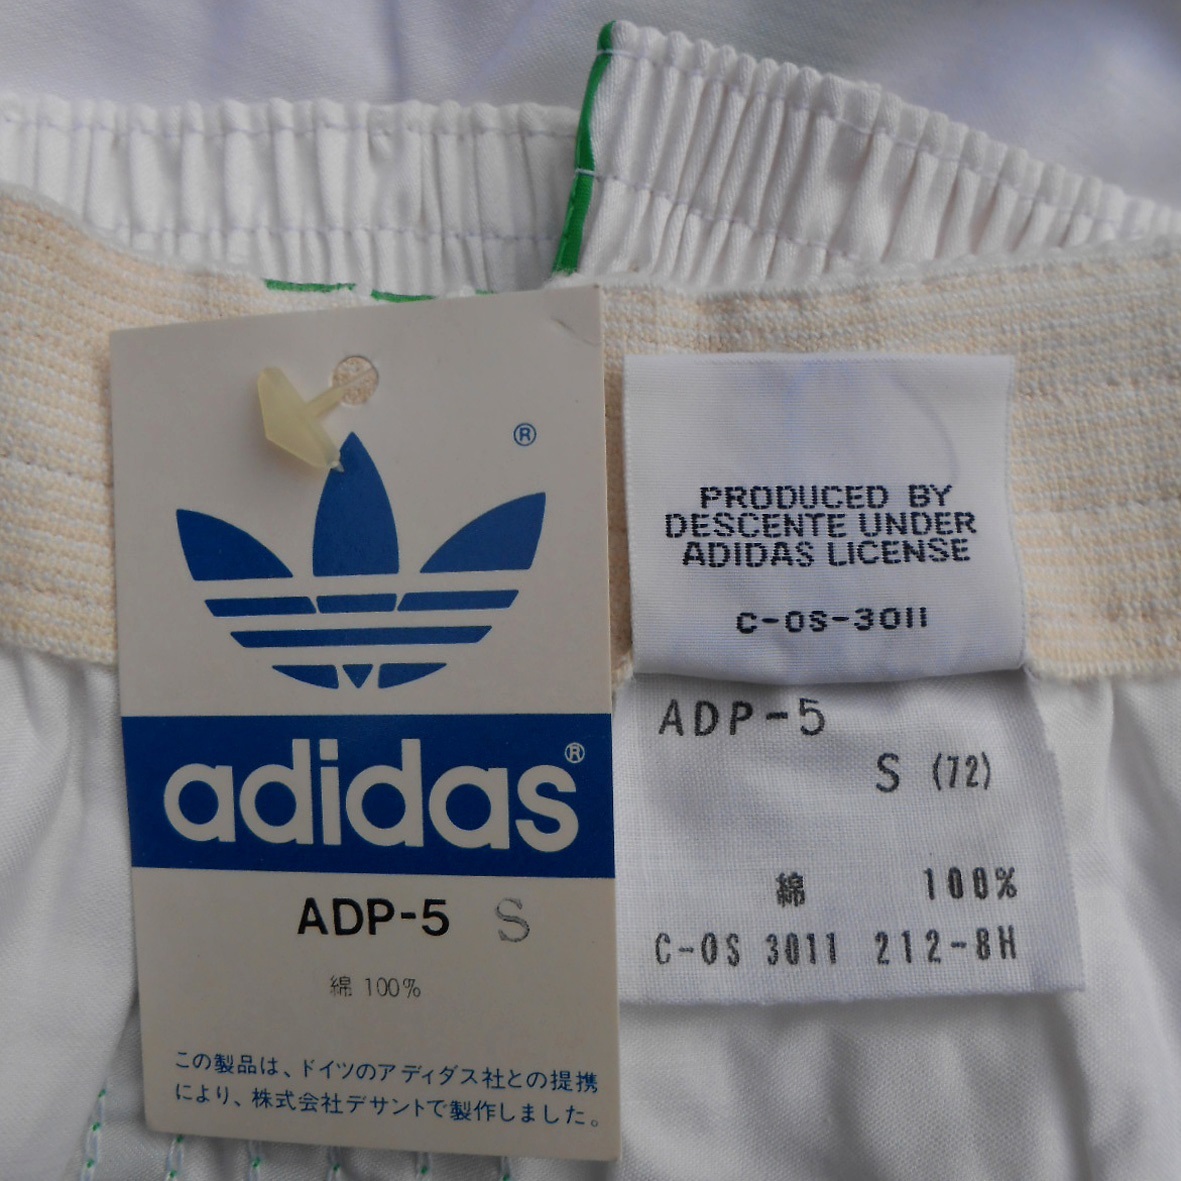 ®
adidas®
ADP-5 S
綿 100%
この製品は、ドイツのアディダス社との提携
により、株式会社デサントで製作しました。
PRODUCED BY
DESCENTE UNDER
ADIDAS LICENSE
C-OS-3011
ADP-5
S (72)
綿 100%
C-OS 3011 212-8H